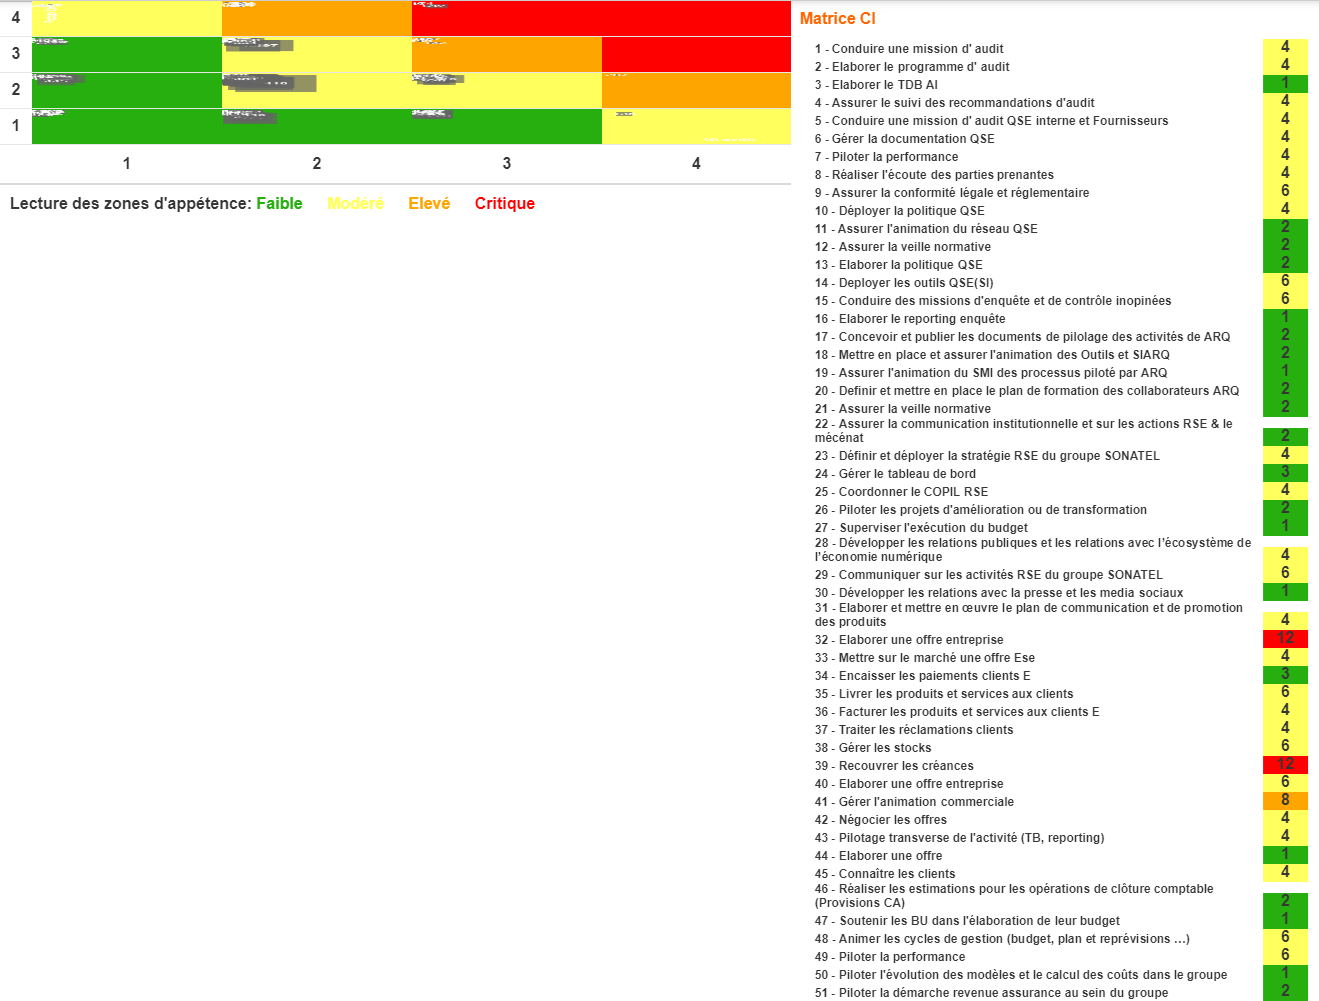 4
3
2
1
1 2 3 4
Lecture des zones d'appétence: Faible Modéré Elevé Critique
Matrice CI
1 - Conduire une mission d' audit 4
2 - Elaborer le programme d' audit 4
3 - Elaborer le TDB AI 1
4 - Assurer le suivi des recommandations d'audit 4
5 - Conduire une mission d' audit QSE interne et Fournisseurs 4
6 - Gérer la documentation QSE 4
7 - Piloter la performance 4
8 - Réaliser l'écoute des parties prenantes 4
9 - Assurer la conformité légale et réglementaire 6
10 - Déployer la politique QSE 4
11 - Assurer l'animation du réseau QSE 2
12 - Assurer la veille normative 2
13 - Elaborer la politique QSE 2
14 - Deployer les outils QSE(SI) 6
15 - Conduire des missions d'enquête et de contrôle inopinées 6
16 - Elaborer le reporting enquête 1
17 - Concevoir et publier les documents de pilolage des activités de ARQ 2
18 - Mettre en place et assurer l'animation des Outils et SIARQ 2
19 - Assurer l'animation du SMI des processus piloté par ARQ 1
20 - Definir et mettre en place le plan de formation des collaborateurs ARQ 2
21 - Assurer la veille normative 2
22 - Assurer la communication institutionnelle et sur les actions RSE & le
mécénat 2
23 - Définir et déployer la stratégie RSE du groupe SONATEL 4
24 - Gérer le tableau de bord 3
25 - Coordonner le COPIL RSE 4
26 - Piloter les projets d'amélioration ou de transformation 2
27 - Superviser l'exécution du budget 1
28 - Développer les relations publiques et les relations avec l'écosystème de
l'économie numérique 4
29 - Communiquer sur les activités RSE du groupe SONATEL 6
30 - Développer les relations avec la presse et les media sociaux 1
31 - Elaborer et mettre en œuvre le plan de communication et de promotion
des produits 4
32 - Elaborer une offre entreprise 12
33 - Mettre sur le marché une offre Ese 4
34 - Encaisser les paiements clients E 3
35 - Livrer les produits et services aux clients 6
36 - Facturer les produits et services aux clients E 4
37 - Traiter les réclamations clients 4
38 - Gérer les stocks 6
39 - Recouvrer les créances 12
40 - Elaborer une offre entreprise 6
41 - Gérer l'animation commerciale 8
42 - Négocier les offres 4
43 - Pilotage transverse de l'activité (TB, reporting) 4
44 - Elaborer une offre 1
45 - Connaître les clients 4
46 - Réaliser les estimations pour les opérations de clôture comptable
(Provisions CA) 2
47 - Soutenir les BU dans l'élaboration de leur budget 1
48 - Animer les cycles de gestion (budget, plan et reprévisions ...) 6
49 - Piloter la performance 6
50 - Piloter l'évolution des modèles et le calcul des coûts dans le groupe 1
51 - Piloter la démarche revenue assurance au sein du groupe 2